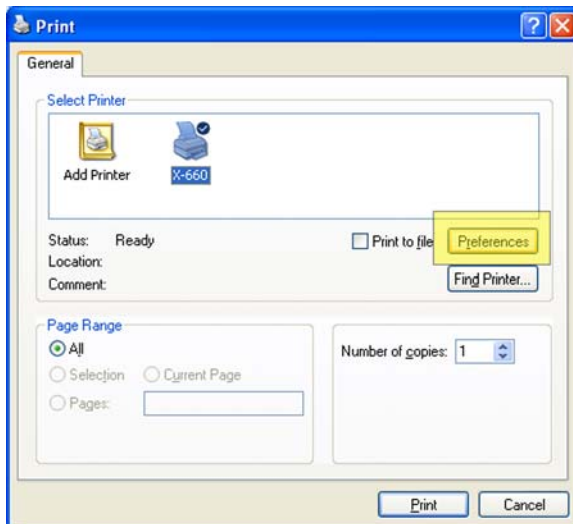 Print
General
Select Printer
Add Printer X-660
Status: Ready Print to file Preferences
Location:
Comment: Find Printer...
Page Range
All Number of copies: 1
Selection Current Page
Pages:
Print Cancel